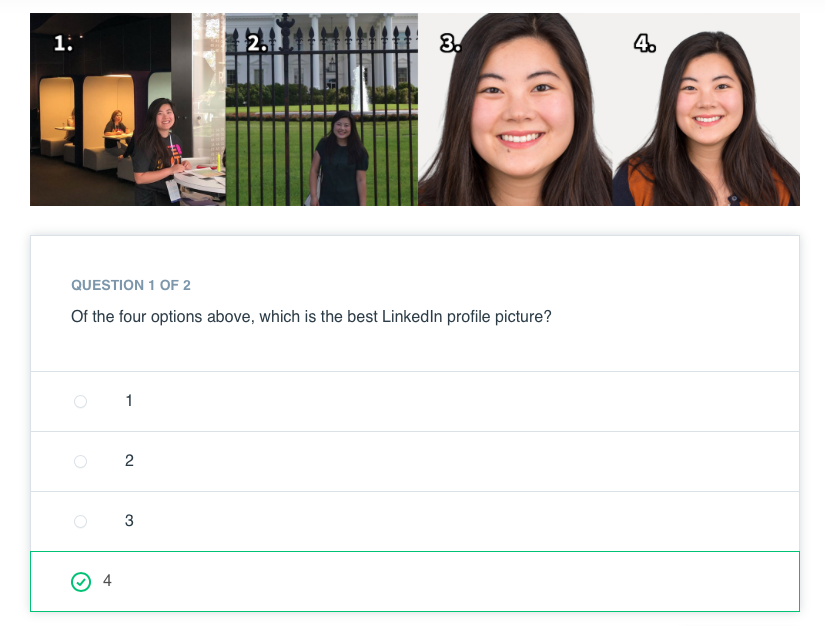 1. 2. 3. 4.
QUESTION 1 OF 2
Of the four options above, which is the best LinkedIn profile picture?
1
2
3
4